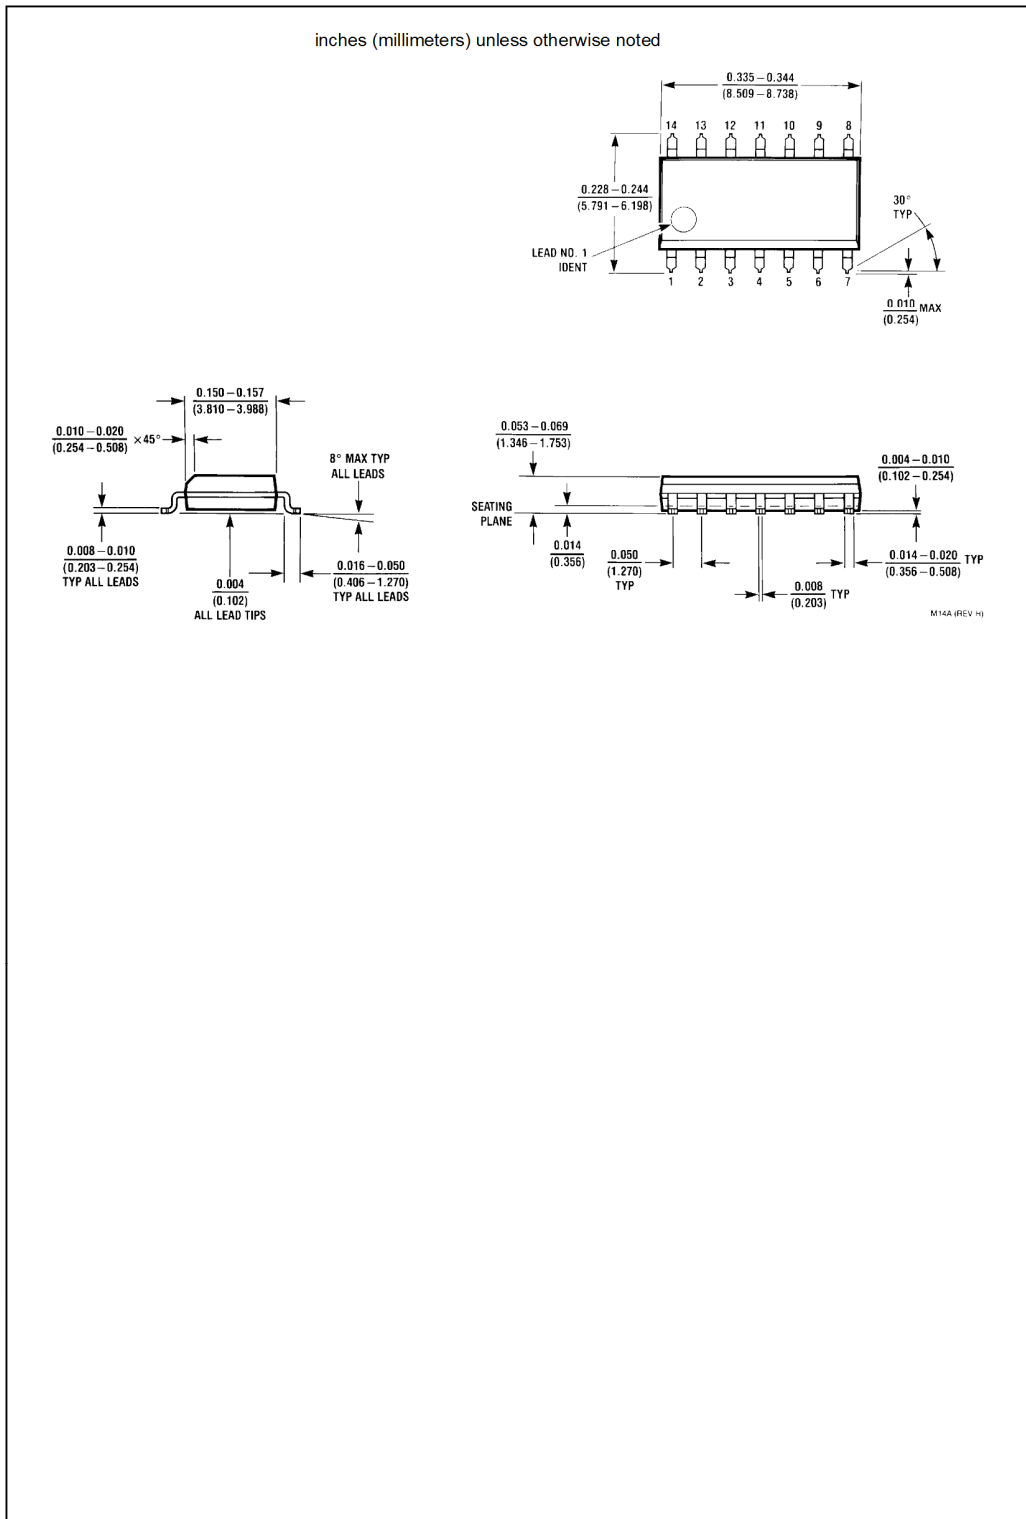 inches (millimeters) unless otherwise noted
0.335 – 0.344
(8.509 – 8.738)
14 13 12 11 10 9 8
0.228 – 0.244
(5.791 – 6.198)
30°
TYP
LEAD NO. 1
IDENT
1 2 3 4 5 6 7
0.010 MAX
(0.254)
0.150 – 0.157
(3.810 – 3.988)
0.010 – 0.020
(0.254 – 0.508)
×45°
8° MAX TYP
ALL LEADS
0.008 – 0.010
(0.203 – 0.254)
TYP ALL LEADS
0.004
(0.102)
ALL LEAD TIPS
0.016 – 0.050
(0.406 – 1.270)
TYP ALL LEADS
0.053 – 0.069
(1.346 – 1.753)
0.004 – 0.010
(0.102 – 0.254)
SEATING
PLANE
0.014
(0.356)
0.050
(1.270)
TYP
0.008
(0.203)
TYP
0.014 – 0.020
(0.356 – 0.508)
TYP
M14A (REV H)